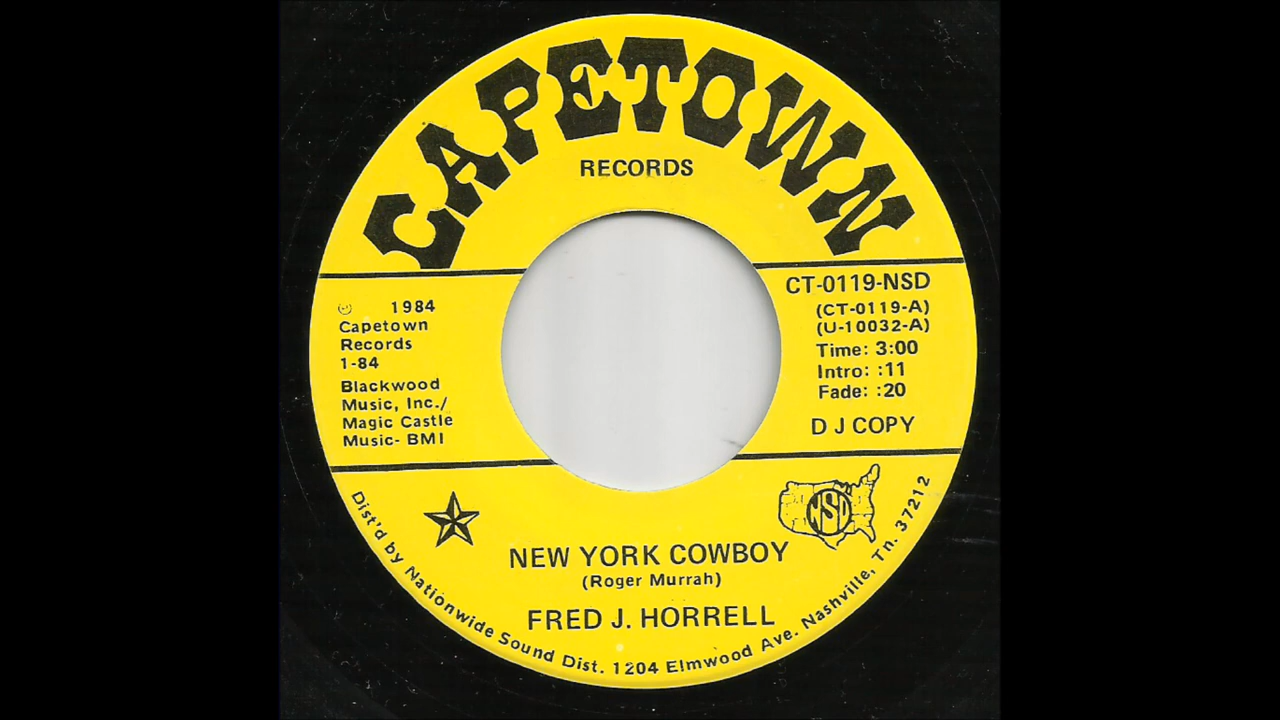 CAPETOWN
RECORDS
℗ 1984
Capetown
Records
1-84
Blackwood
Music, Inc./
Magic Castle
Music- BMI
CT-0119-NSD
(CT-0119-A)
(U-10032-A)
Time: 3:00
Intro: :11
Fade: :20
D J COPY
NSD
NEW YORK COWBOY
(Roger Murrah)
FRED J. HORRELL
Dist'd by Nationwide Sound Dist. 1204 Elmwood Ave. Nashville, Tn. 37212